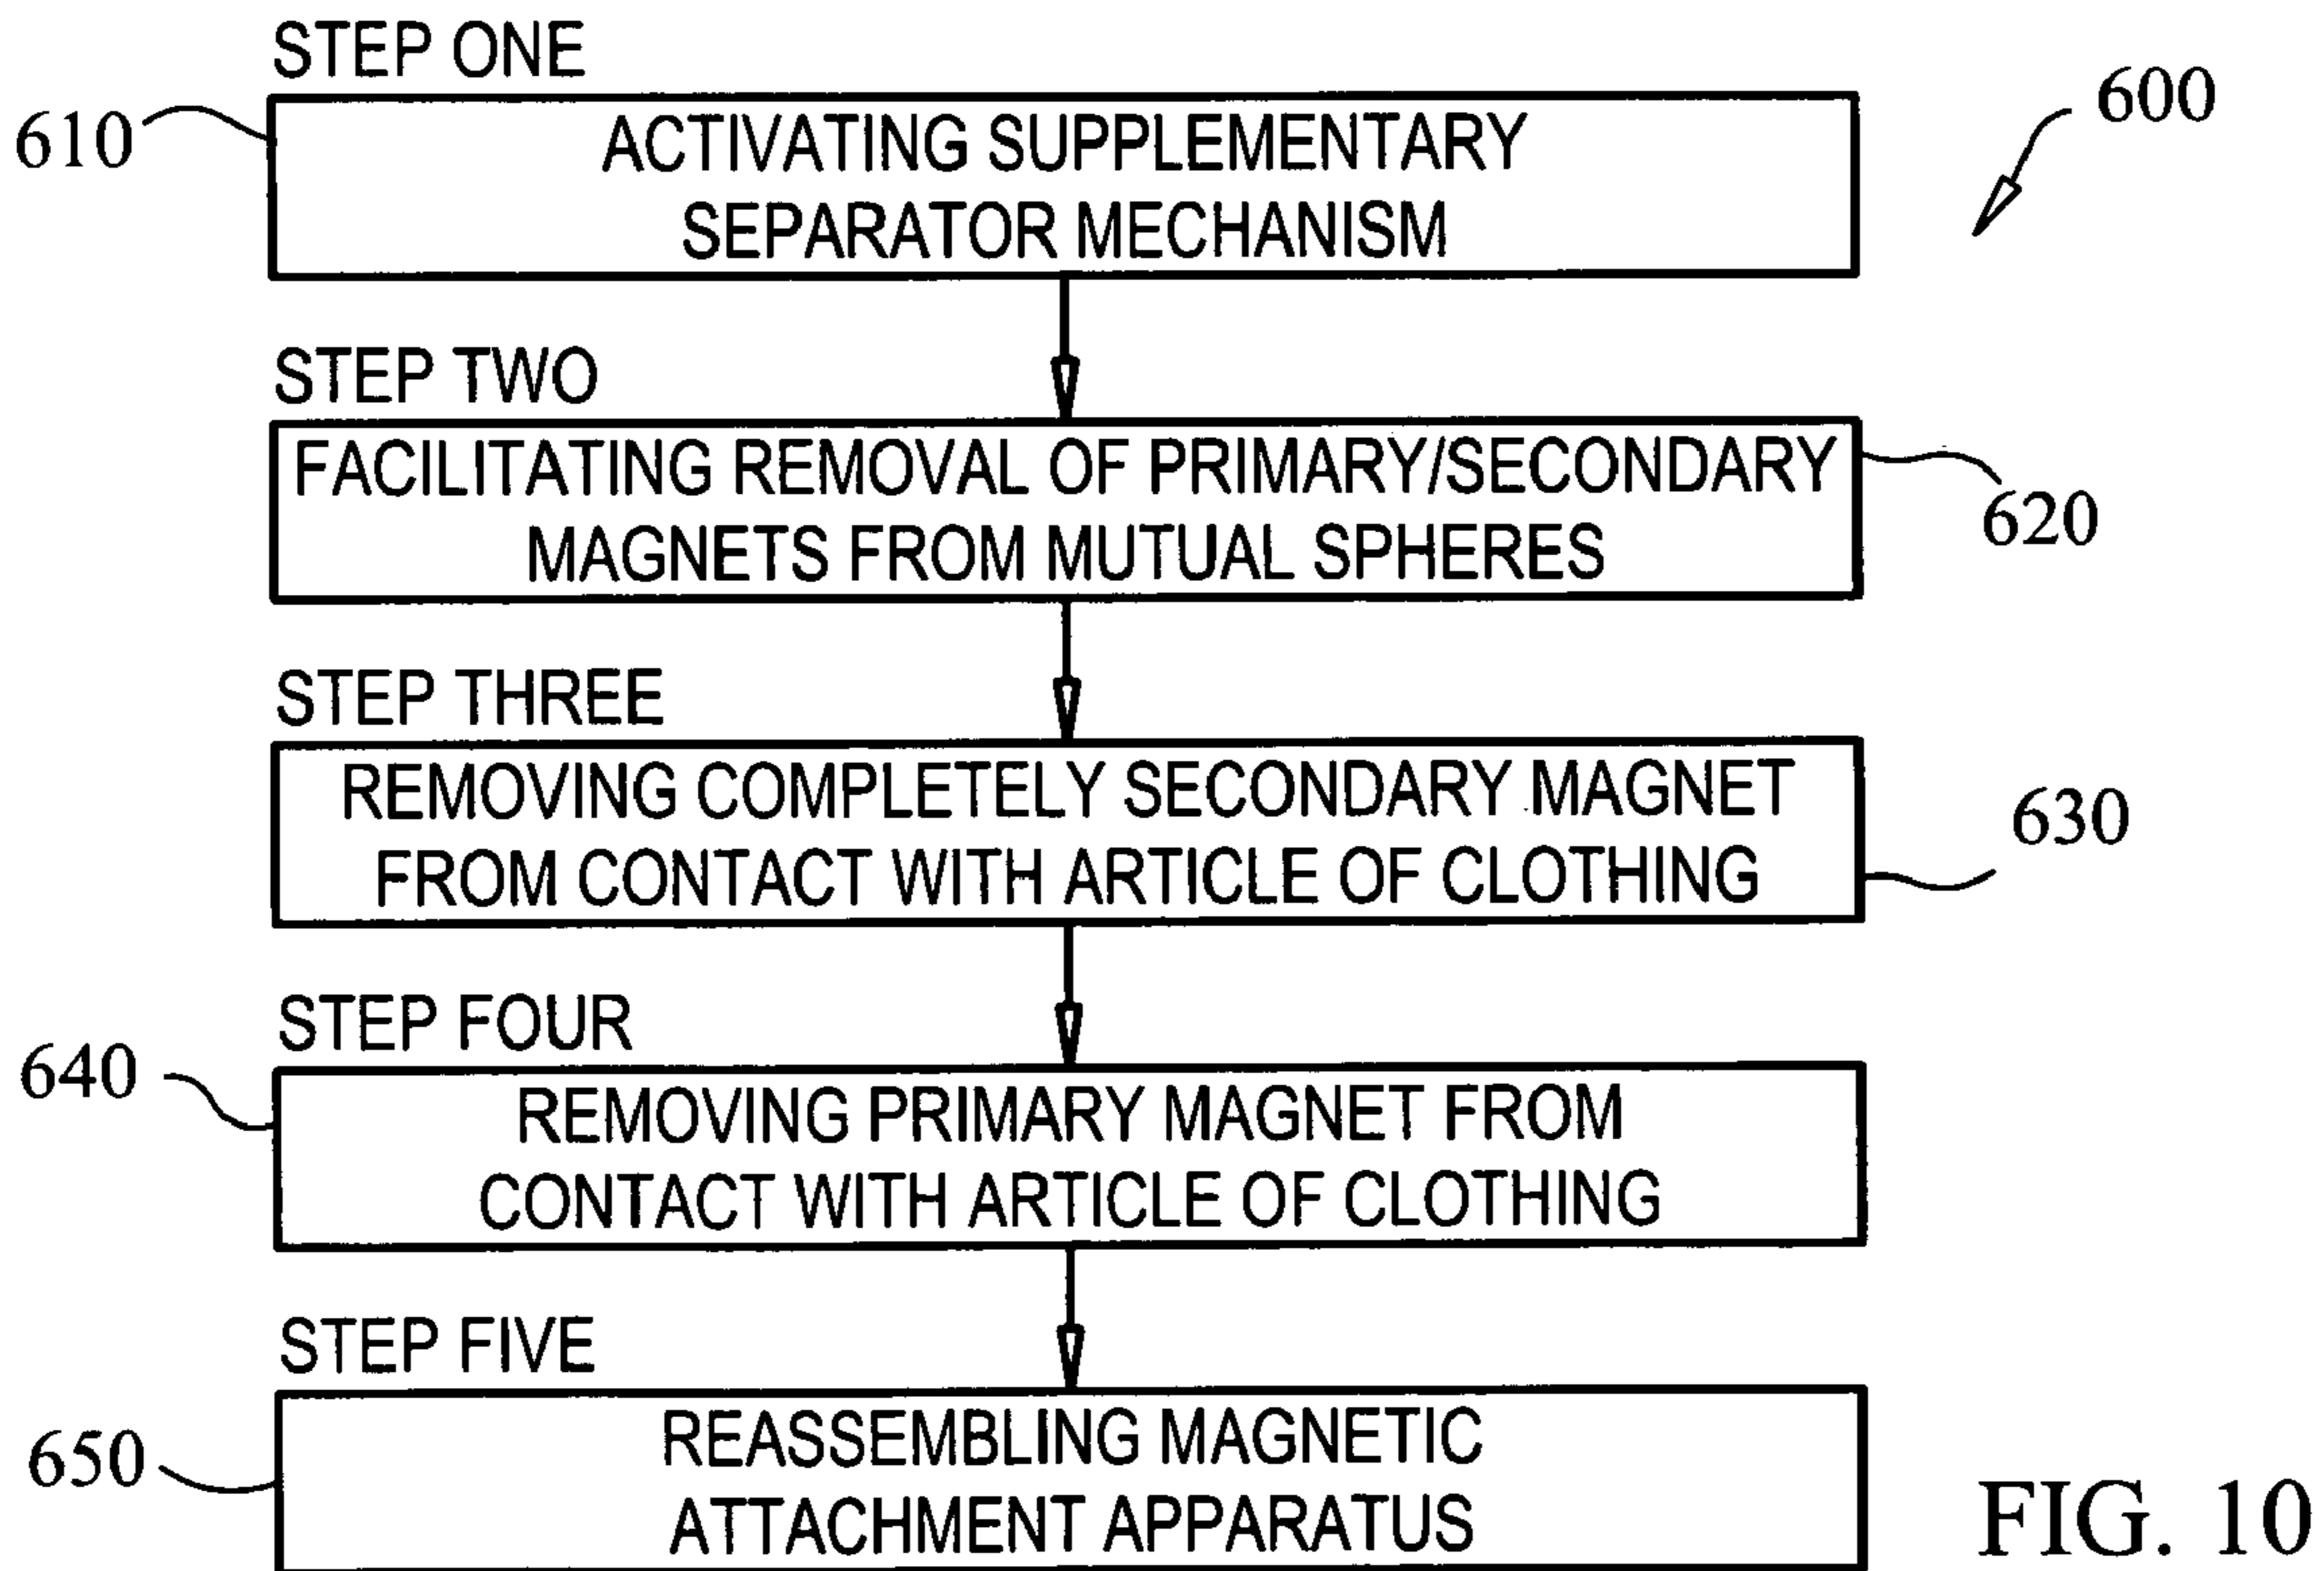 STEP ONE
610
ACTIVATING SUPPLEMENTARY
SEPARATOR MECHANISM
600
STEP TWO
FACILITATING REMOVAL OF PRIMARY/SECONDARY
MAGNETS FROM MUTUAL SPHERES
620
STEP THREE
REMOVING COMPLETELY SECONDARY MAGNET
FROM CONTACT WITH ARTICLE OF CLOTHING
630
STEP FOUR
640
REMOVING PRIMARY MAGNET FROM
CONTACT WITH ARTICLE OF CLOTHING
STEP FIVE
650
REASSEMBLING MAGNETIC
ATTACHMENT APPARATUS
FIG. 10